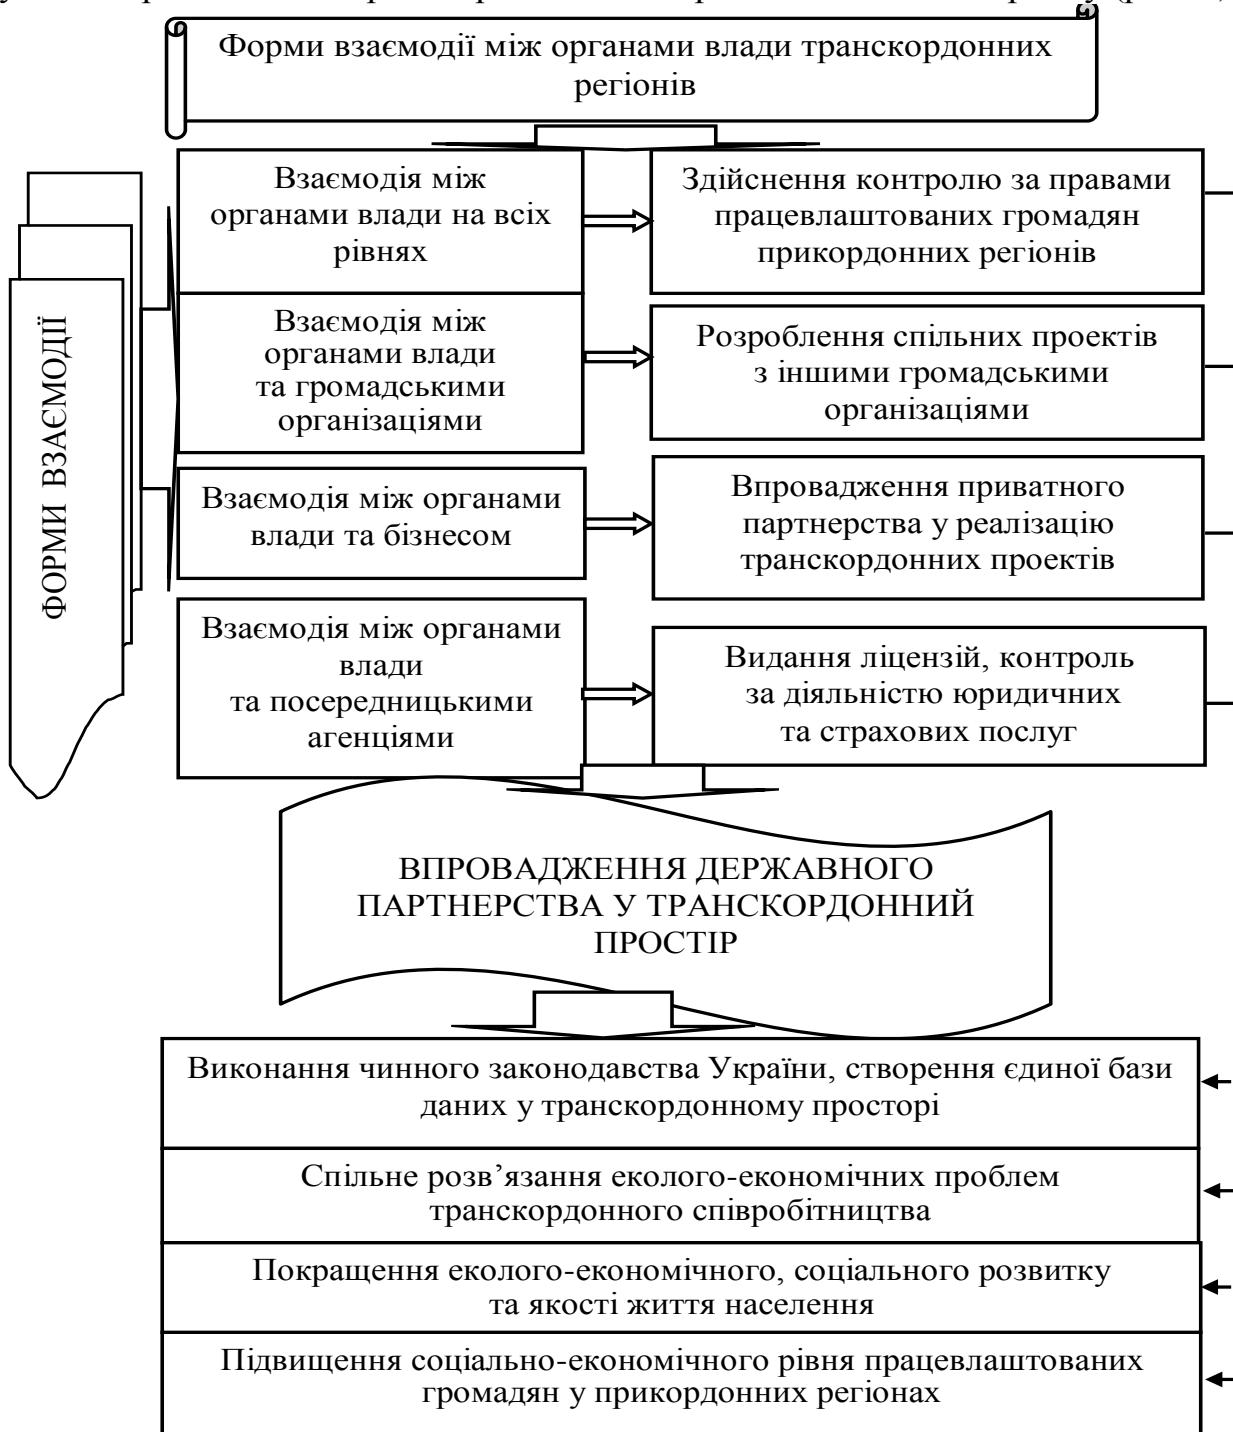 Форми взаємодії між органами влади транскордонних
регіонів
ФОРМИ ВЗАЄМОДІЇ
Взаємодія між
органами влади на всіх
рівнях
Здійснення контролю за правами
працевлаштованих громадян
прикордонних регіонів
Взаємодія між
органами влади
та громадськими
організаціями
Розроблення спільних проектів
з іншими громадськими
організаціями
Взаємодія між органами
влади та бізнесом
Впровадження приватного
партнерства у реалізацію
транскордонних проектів
Взаємодія між органами
влади
та посередницькими
агенціями
Видання ліцензій, контроль
за діяльністю юридичних
та страхових послуг
ВПРОВАДЖЕННЯ ДЕРЖАВНОГО
ПАРТНЕРСТВА У ТРАНСКОРДОННИЙ
ПРОСТІР
Виконання чинного законодавства України, створення єдиної бази
даних у транскордонному просторі
Спільне розв’язання еколого-економічних проблем
транскордонного співробітництва
Покращення еколого-економічного, соціального розвитку
та якості життя населення
Підвищення соціально-економічного рівня працевлаштованих
громадян у прикордонних регіонах